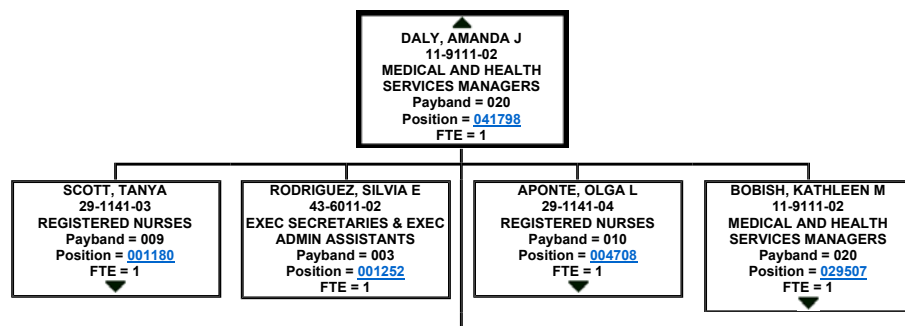 DALY, AMANDA J
11-9111-02
MEDICAL AND HEALTH
SERVICES MANAGERS
Payband = 020
Position = 041798
FTE = 1
SCOTT, TANYA
29-1141-03
REGISTERED NURSES
Payband = 009
Position = 001180
FTE = 1
RODRIGUEZ, SILVIA E
43-6011-02
EXEC SECRETARIES & EXEC
ADMIN ASSISTANTS
Payband = 003
Position = 001252
FTE = 1
APONTE, OLGA L
29-1141-04
REGISTERED NURSES
Payband = 010
Position = 004708
FTE = 1
BOBISH, KATHLEEN M
11-9111-02
MEDICAL AND HEALTH
SERVICES MANAGERS
Payband = 020
Position = 029507
FTE = 1